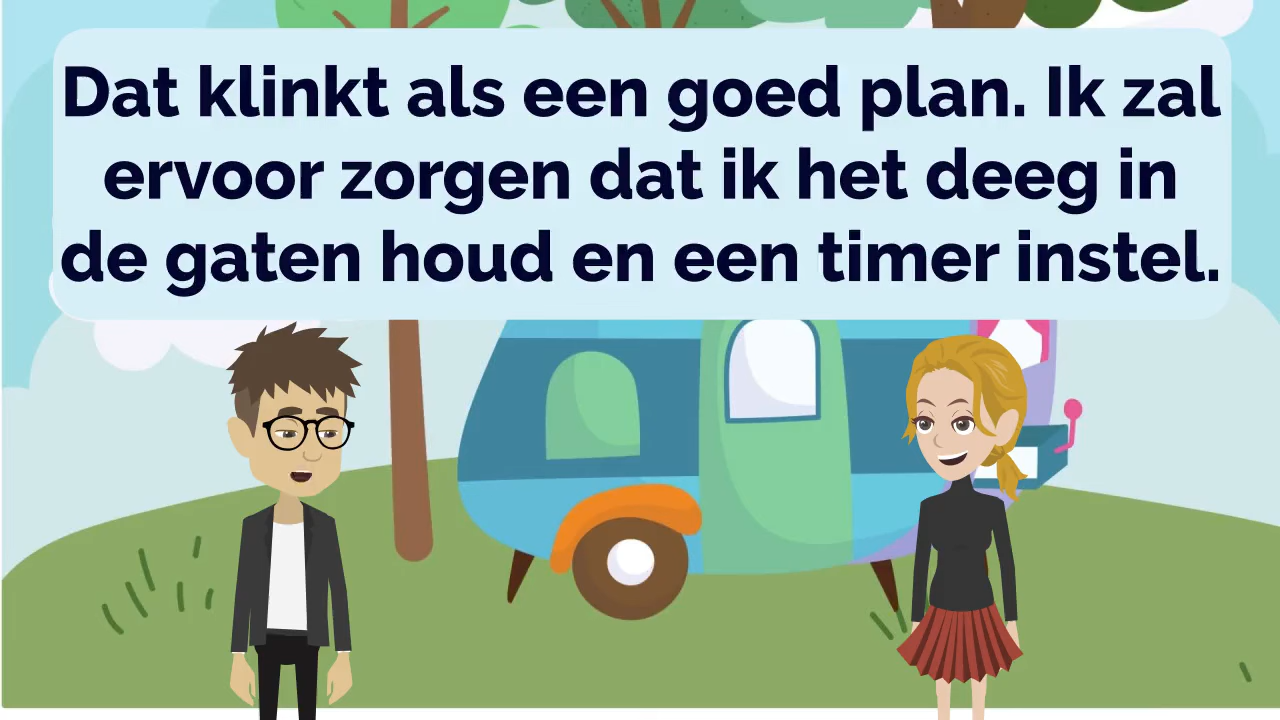 Dat klinkt als een goed plan. Ik zal
ervoor zorgen dat ik het deeg in
de gaten houd en een timer instel.